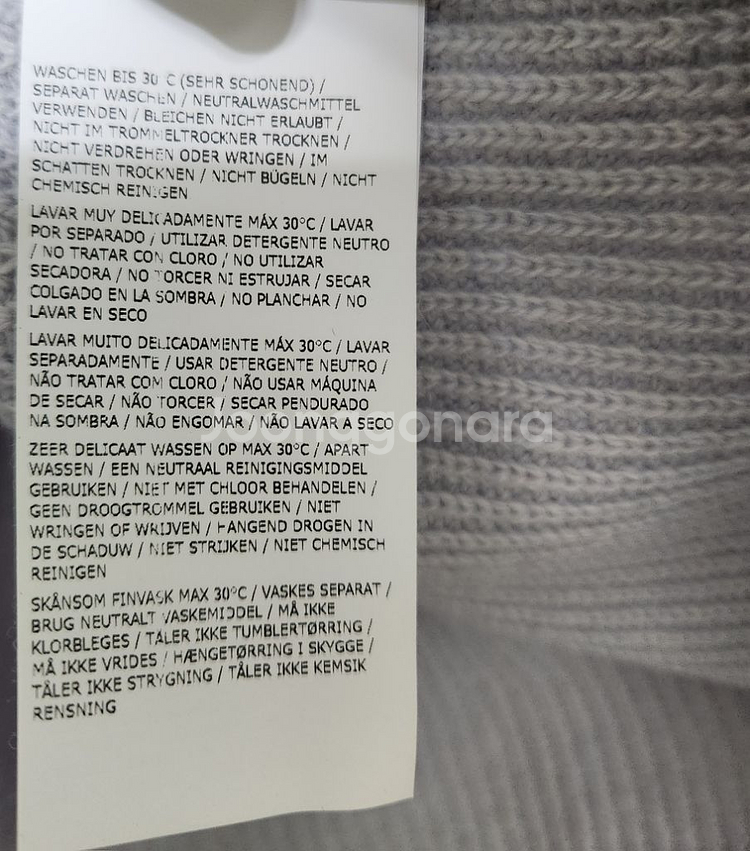 WASCHEN BIS 30 C (SEHR SCHONEND) /
SEPARAT WASCHEN / NEUTRALWASCHMITTEL
VERWENDEN / BLEICHEN NICHT ERLAUBT /
NICHT IM TROMMELTROCKNER TROCKNEN /
NICHT VERDREHEN ODER WRINGEN / IM
SCHATTEN TROCKNEN / NICHT BÜGELN / NICHT
CHEMISCH REINIGEN
LAVAR MUY DELICADAMENTE MÁX 30°C / LAVAR
POR SEPARADO / UTILIZAR DETERGENTE NEUTRO
/ NO TRATAR CON CLORO / NO UTILIZAR
SECADORA / NO TORCER NI ESTRUJAR / SECAR
COLGADO EN LA SOMBRA / NO PLANCHAR / NO
LAVAR EN SECO
LAVAR MUITO DELICADAMENTE MÁX 30°C / LAVAR
SEPARADAMENTE / USAR DETERGENTE NEUTRO /
NÃO TRATAR COM CLORO / NÃO USAR MÁQUINA
DE SECAR / NÃO TORCER / SECAR PENDURADO
NA SOMBRA / NÃO ENGOMAR / NÃO LAVAR A SECO
joonggonara
ZEER DELICAAT WASSEN OP MAX 30°C / APART
WASSEN / EEN NEUTRAAL REINIGINGSMIDDEL
GEBRUIKEN / NIET MET CHLOOR BEHANDELEN /
GEEN DROOGTROMMEL GEBRUIKEN / NIET
WRINGEN OF WRIJVEN / HANGEND DROGEN IN
DE SCHADUW / NIET STRIJKEN / NIET CHEMISCH
REINIGEN
SKÅNSOM FINVASK MAX 30°C / VASKES SEPARAT /
BRUG NEUTRALT VASKEMIDDEL / MÅ IKKE
KLORBLEGES / TÅLER IKKE TUMBLERTØRRING /
MÅ IKKE VRIDES / HÆNGETØRRING I SKYGGE /
TÅLER IKKE STRYGNING / TÅLER IKKE KEMSIK
RENSNING